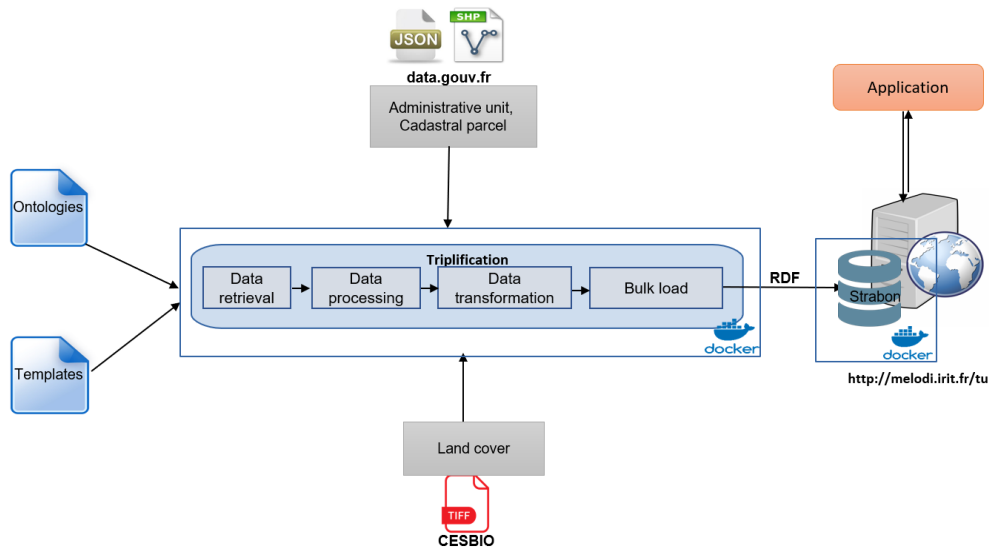 JSON
SHP
data.gouv.fr
Administrative unit,
Cadastral parcel
Application
Ontologies
Triplification
Data
retrieval
Data
processing
Data
transformation
Bulk load
RDF
Strabon
docker
docker
Templates
http://melodi.irit.fr/tu
Land cover
TIFF
CESBIO